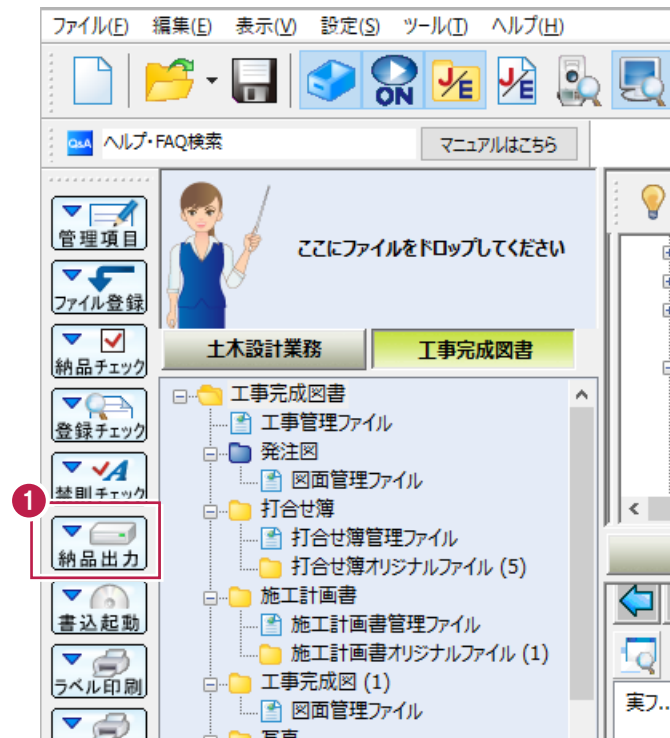 ファイル(F) 編集(E) 表示(V) 設定(S) ツール(T) ヘルプ(H)
ON J/E J/E
Q&A ヘルプ・FAQ検索 マニュアルはこちら
管理項目
ファイル登録
納品チェック
登録チェック
禁則チェック
1
納品出力
書込起動
ラベル印刷
ここにファイルをドロップしてください
土木設計業務 工事完成図書
工事完成図書
工事管理ファイル
発注図
図面管理ファイル
打合せ簿
打合せ簿管理ファイル
打合せ簿オリジナルファイル (5)
施工計画書
施工計画書管理ファイル
施工計画書オリジナルファイル (1)
工事完成図 (1)
図面管理ファイル
写真
実フ...